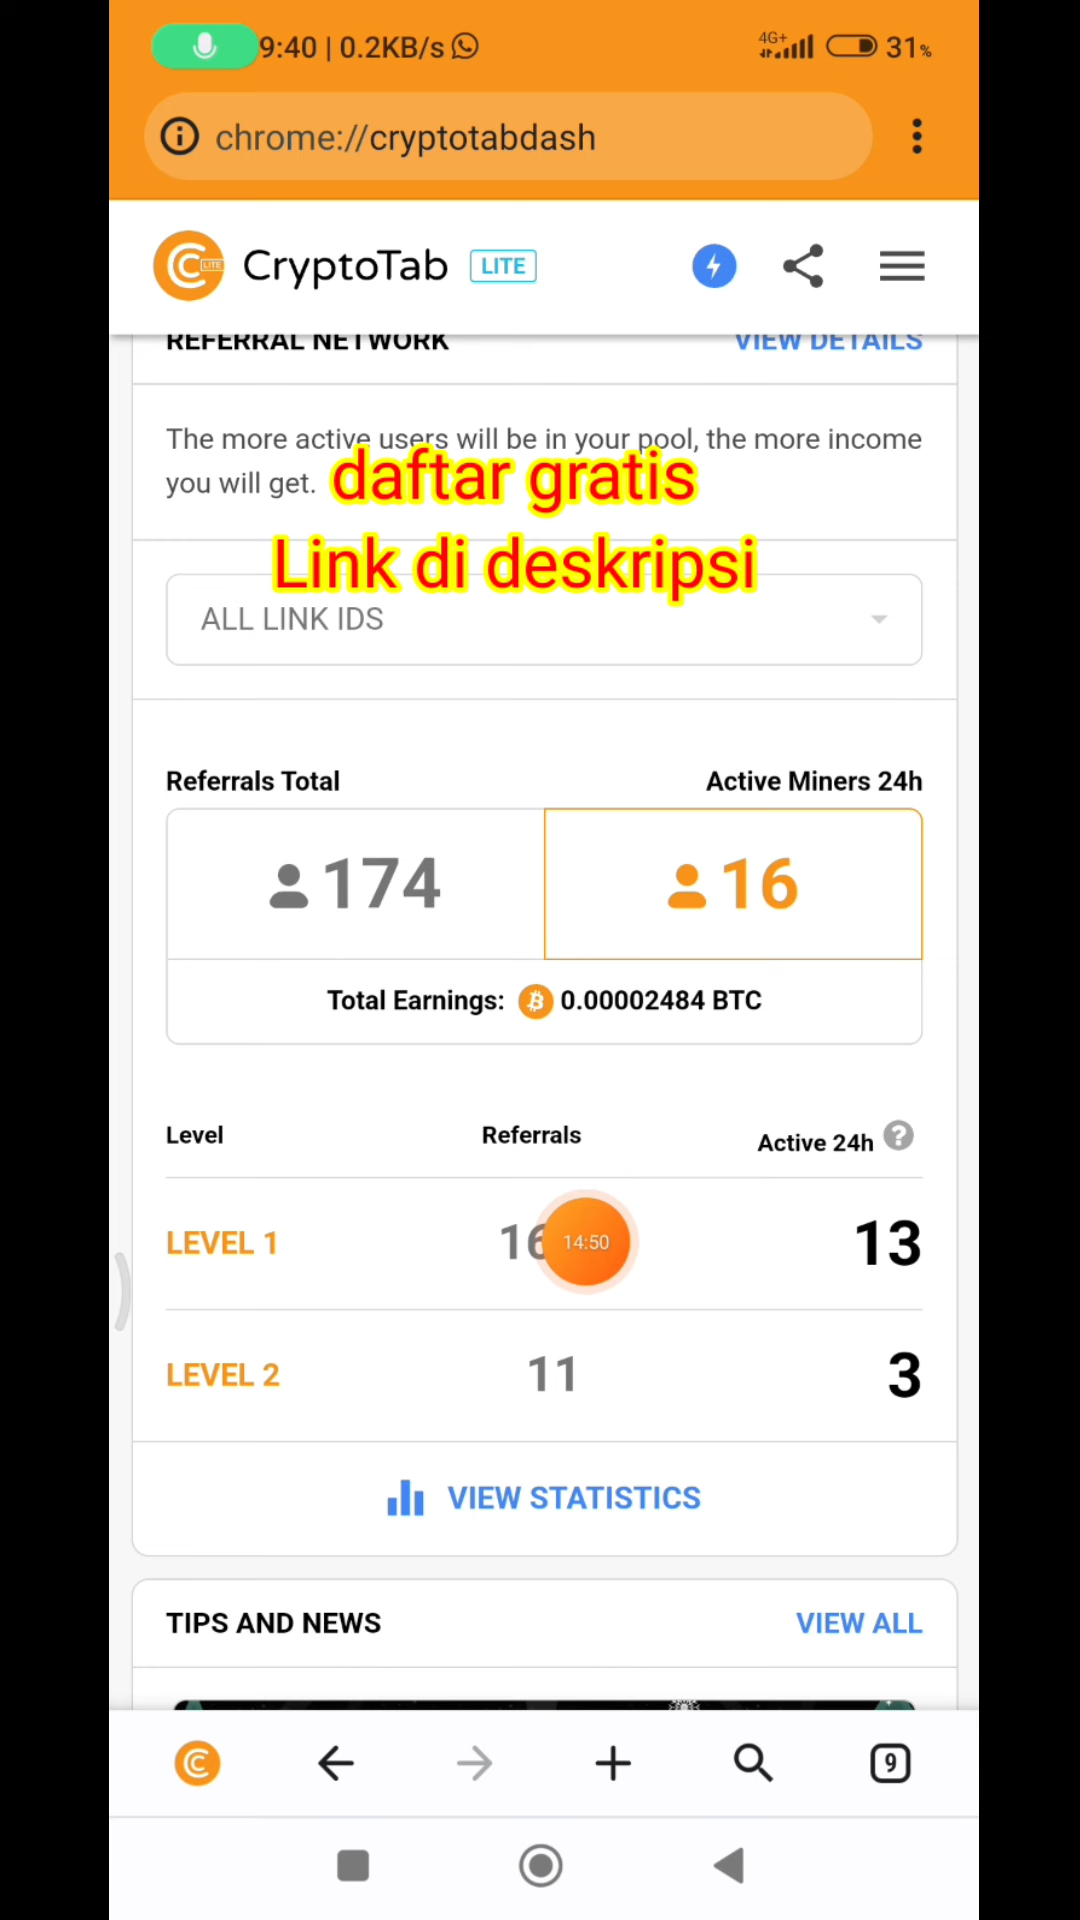 9:40 | 0.2KB/s
4G+ 31%
chrome://cryptotabdash
LITE CryptoTab LITE
REFERRAL NETWORK VIEW DETAILS
The more active users will be in your pool, the more income
you will get.
daftar gratis
Link di deskripsi
ALL LINK IDS
Referrals Total Active Miners 24h
174 16
Total Earnings: 0.00002484 BTC
Level Referrals Active 24h ?
LEVEL 1 14:50 13
LEVEL 2 11 3
VIEW STATISTICS
TIPS AND NEWS VIEW ALL
9